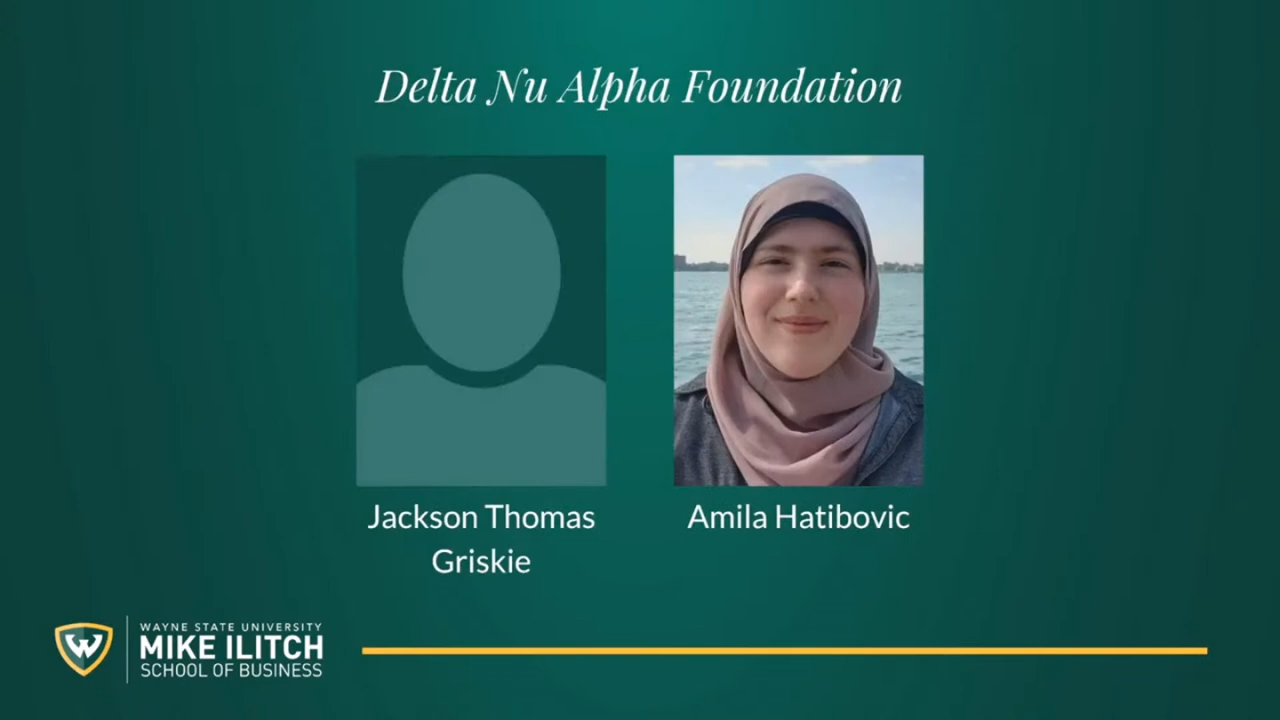 Delta Nu Alpha Foundation
Jackson Thomas
Griskie
Amila Hatibovic
WAYNE STATE UNIVERSITY
MIKE ILITCH
SCHOOL OF BUSINESS